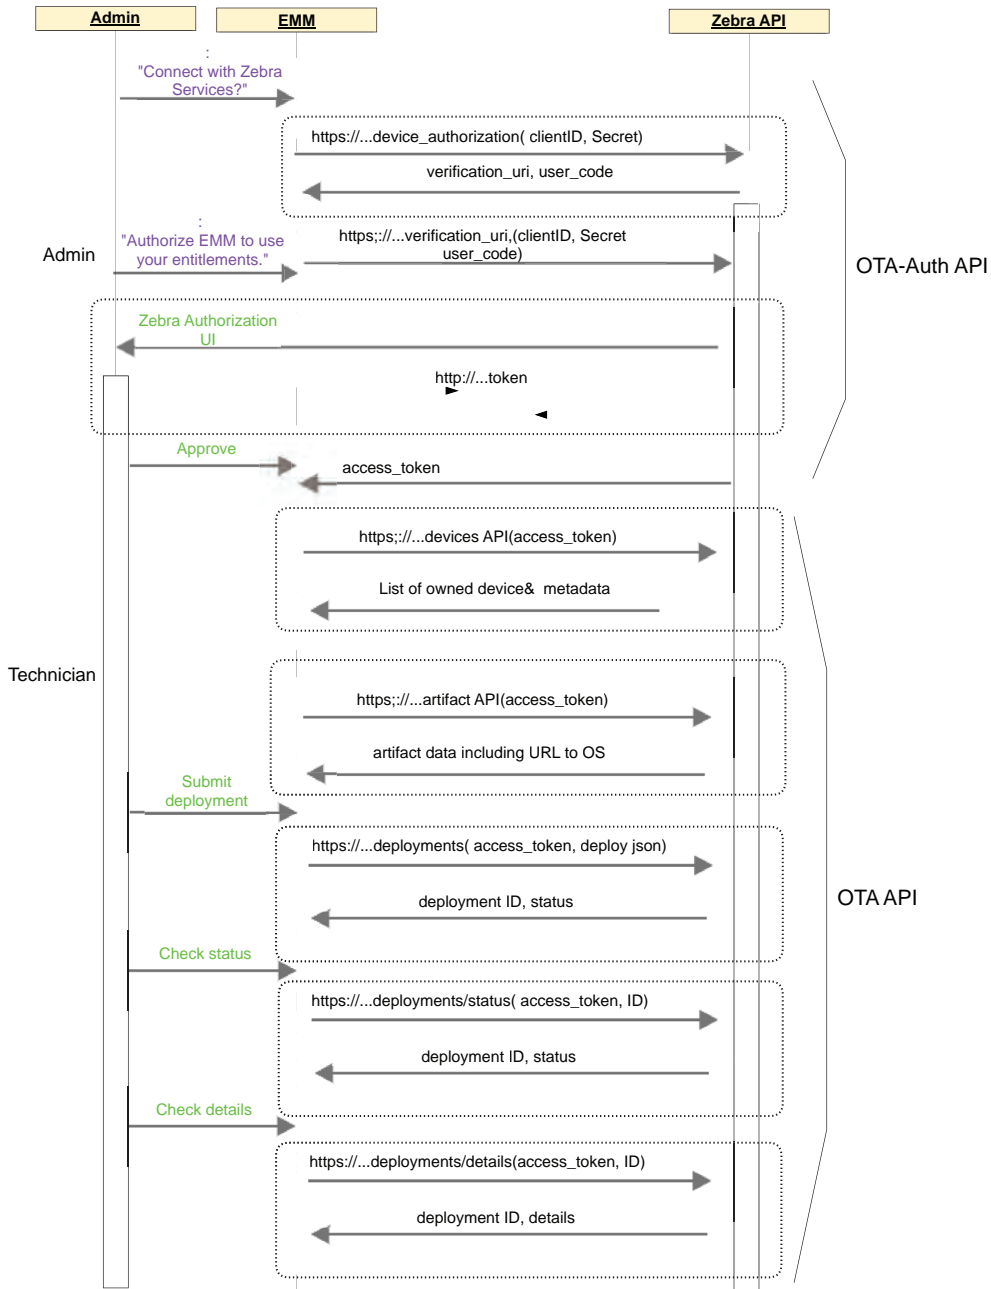 Admin
EMM
Zebra API
:
"Connect with Zebra
Services?"
https://...device_authorization( clientID, Secret)
verification_uri, user_code
:
"Authorize EMM to use
your entitlements."
https;://...verification_uri,(clientID, Secret
user_code)
Admin
OTA-Auth API
Zebra Authorization
UI
http://...token
Approve
access_token
https;://...devices API(access_token)
List of owned device&  metadata
Technician
https;://...artifact API(access_token)
artifact data including URL to OS
Submit
deployment
https://...deployments( access_token, deploy json)
deployment ID, status
OTA API
Check status
https://...deployments/status( access_token, ID)
deployment ID, status
Check details
https://...deployments/details(access_token, ID)
deployment ID, details